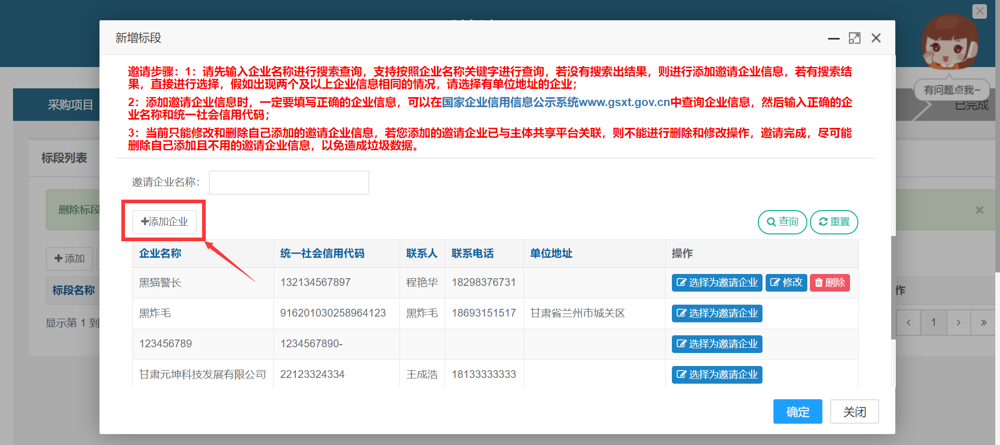 新增标段
邀请步骤：1：请先输入企业名称进行搜索查询，支持按照企业名称关键字进行查询，若没有搜索出结果，则进行添加邀请企业信息，若有搜索结
果，直接进行选择，假如出现两个及以上企业信息相同的情况，请选择有单位地址的企业；
2：添加邀请企业信息时，一定要填写正确的企业信息，可以在国家企业信用信息公示系统www.gsxt.gov.cn中查询企业信息，然后输入正确的企
业名称和统一社会信用代码；
3：当前只能修改和删除自己添加的邀请企业信息，若您添加的邀请企业已与主体共享平台关联，则不能进行删除和修改操作，邀请完成，尽可能
删除自己添加且不用的邀请企业信息，以免造成垃圾数据。
有问题点我~
采购项目
已完成
标段列表
邀请企业名称：
删除标段
添加企业
查询 重置
企业名称 统一社会信用代码 联系人 联系电话 单位地址 操作
添加
黑猫警长 132134567897 程艳华 18298376731 选择为邀请企业 修改 删除
标段名称
作
黑炸毛 916201030258964123 黑炸毛 18693151517 甘肃省兰州市城关区 选择为邀请企业
显示第 1 到
‹ 1 › »
123456789 1234567890- 选择为邀请企业
甘肃元坤科技发展有限公司 22123324334 王成浩 18133333333 选择为邀请企业
确定 关闭